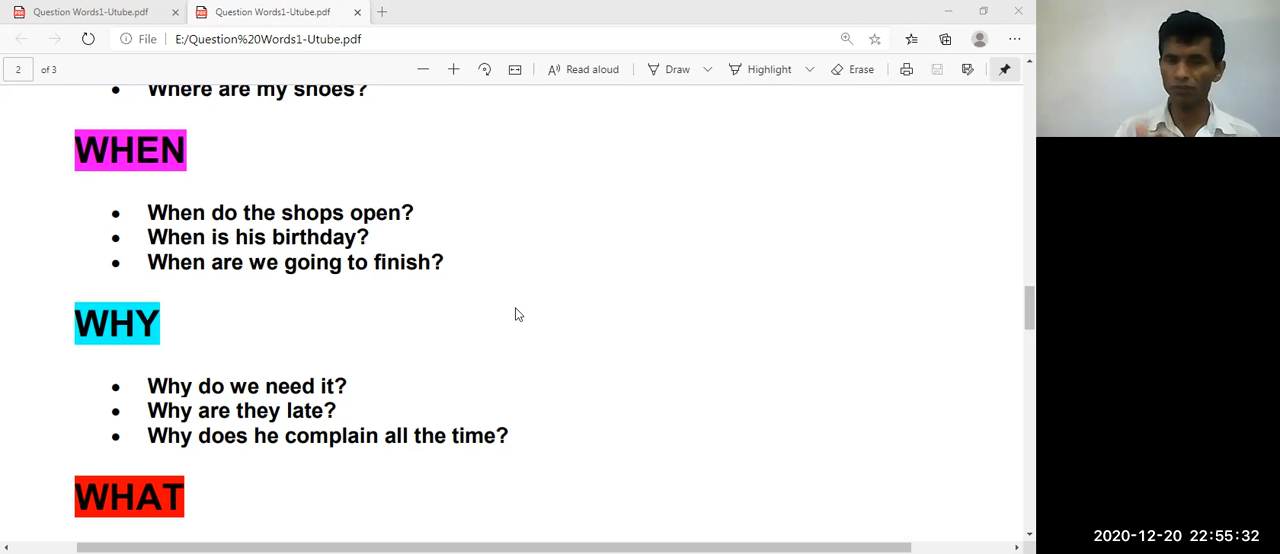 Question Words1-Utube.pdf
Question Words1-Utube.pdf
File
E:/Question%20Words1-Utube.pdf
2
of 3
Read aloud
Draw
Highlight
Erase
Where are my shoes?
WHEN
• When do the shops open?
• When is his birthday?
• When are we going to finish?
WHY
• Why do we need it?
• Why are they late?
• Why does he complain all the time?
WHAT
2020-12-20 22:55:32